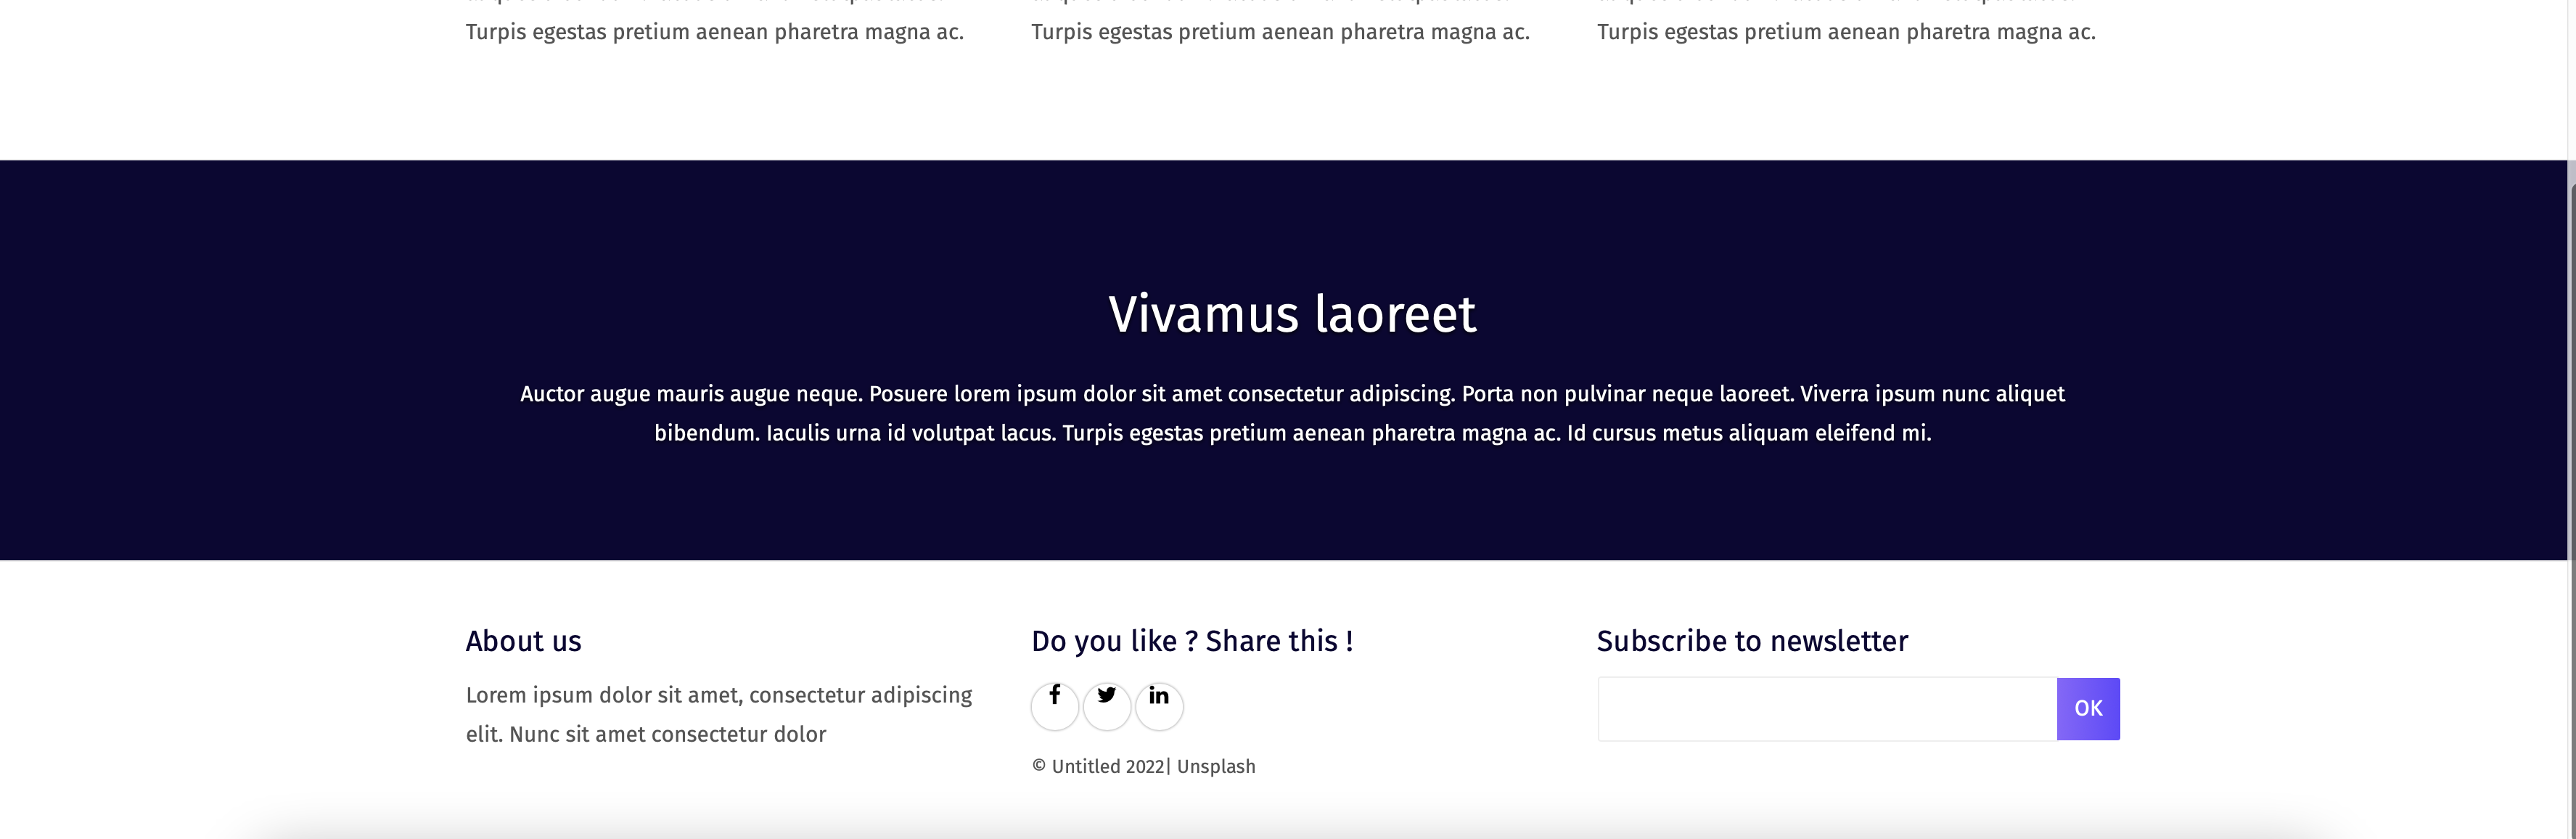 Turpis egestas pretium aenean pharetra magna ac.
Turpis egestas pretium aenean pharetra magna ac.
Turpis egestas pretium aenean pharetra magna ac.
Vivamus laoreet
Auctor augue mauris augue neque. Posuere lorem ipsum dolor sit amet consectetur adipiscing. Porta non pulvinar neque laoreet. Viverra ipsum nunc aliquet
bibendum. Iaculis urna id volutpat lacus. Turpis egestas pretium aenean pharetra magna ac. Id cursus metus aliquam eleifend mi.
About us
Lorem ipsum dolor sit amet, consectetur adipiscing
elit. Nunc sit amet consectetur dolor
Do you like ? Share this !
f
in
© Untitled 2022| Unsplash
Subscribe to newsletter
OK